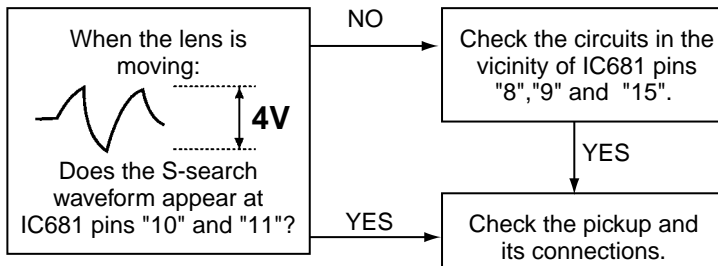 When the lens is
moving:
4V
Does the S-search
waveform appear at
IC681 pins "10" and "11"?
NO
Check the circuits in the
vicinity of IC681 pins
"8","9" and "15".
YES
YES
Check the pickup and
its connections.